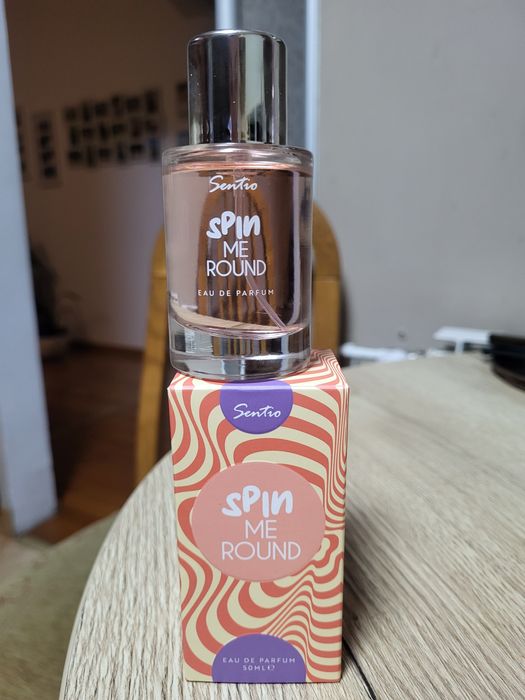 Sentio
SPIN
ME
ROUND
EAU DE PARFUM
Sentio
SPIN
ME
ROUND
EAU DE PARFUM
50ML℮